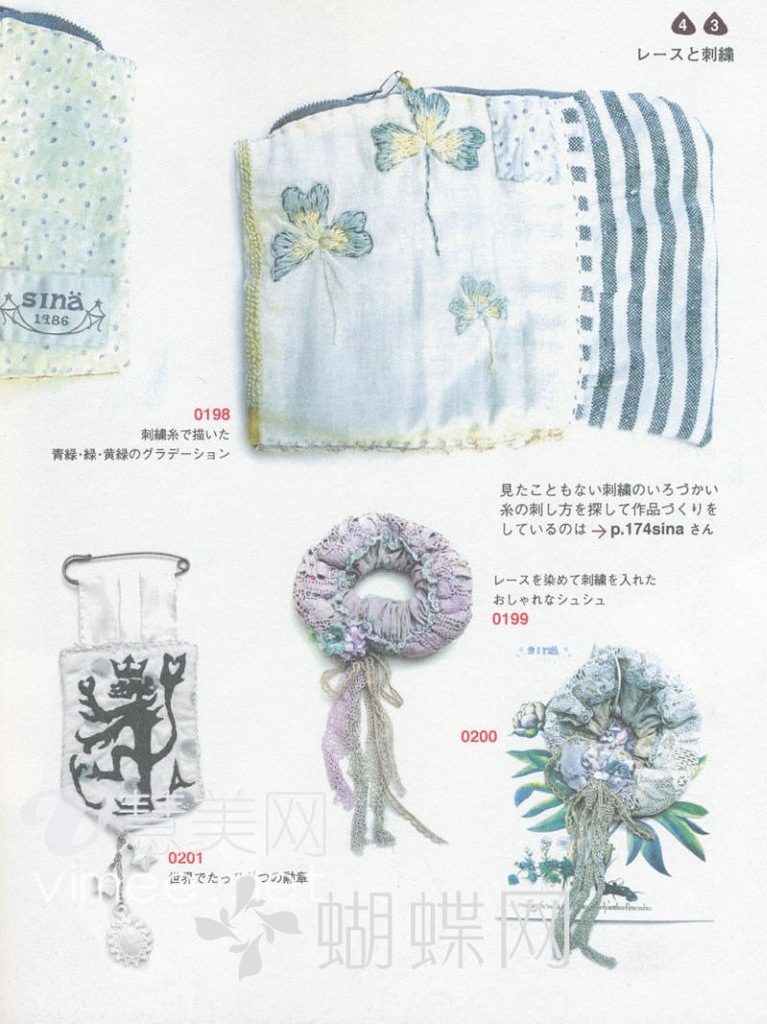 4 3
レースと刺繍
sinä
1986
0198
刺繍糸で描いた
青緑・緑・黄緑のグラデーション
見たこともない刺繍のいろづかい
糸の刺し方を探して作品づくりを
しているのは → p.174sina さん
レースを染めて刺繍を入れた
おしゃれなシュシュ
0199
sinä
0200
0201
世界でたった つの勲章
慧美网
蝴蝶网